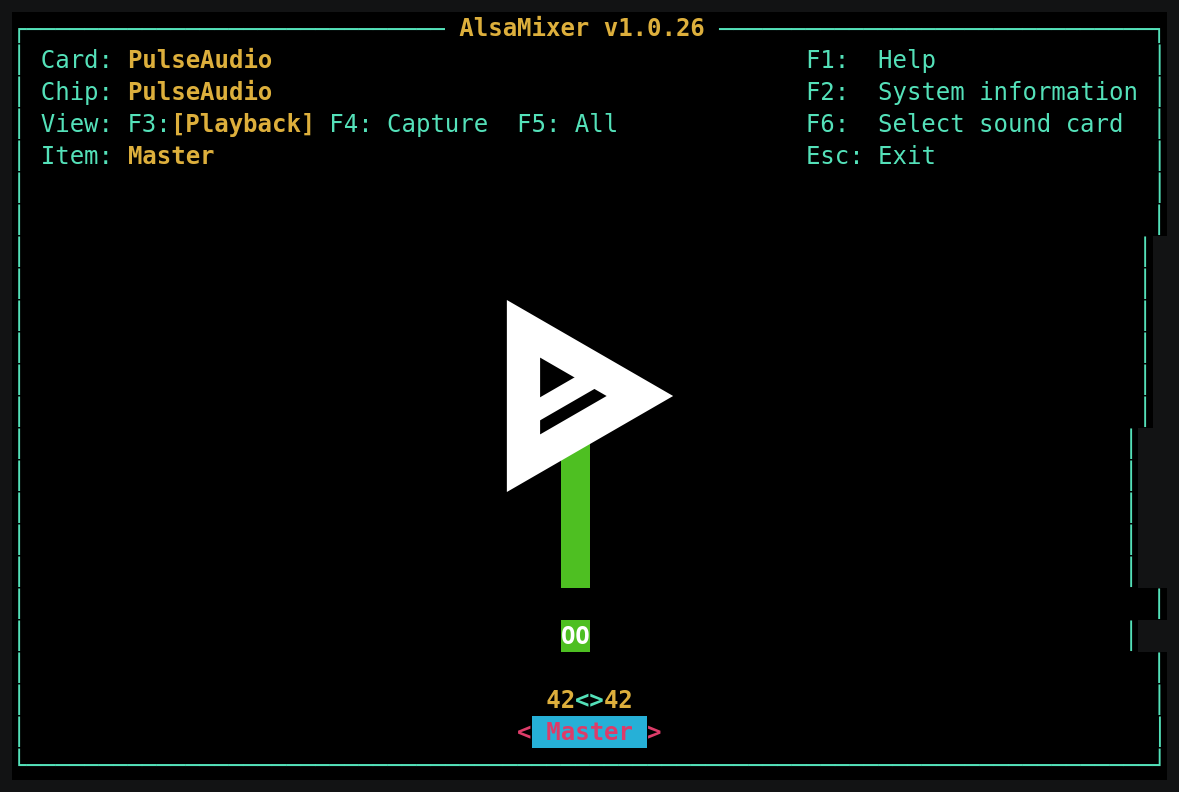 AlsaMixer v1.0.26
Card: PulseAudio
F1: Help
Chip: PulseAudio
F2: System information
View: F3:[Playback] F4: Capture F5: All
F6: Select sound card
Item: Master
Esc: Exit
OO
42<>42
< Master >